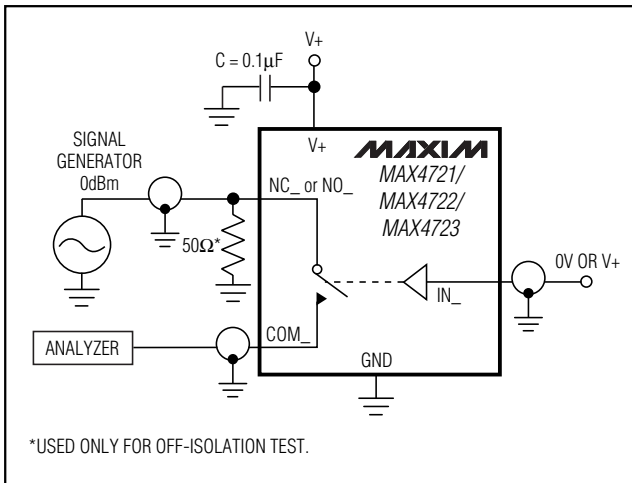 V+
C = 0.1µF
V+
MAXIM
SIGNAL
GENERATOR
0dBm
NC_ or NO_
MAX4721/
MAX4722/
MAX4723
50Ω*
0V OR V+
IN_
COM_
ANALYZER
GND
*USED ONLY FOR OFF-ISOLATION TEST.